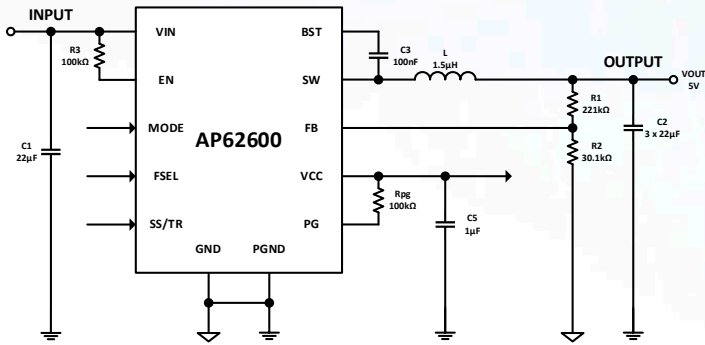 INPUT
VIN
BST
R3
100kΩ
C3
100nF
L
1.5µH
OUTPUT
EN
SW
VOUT
5V
R1
221kΩ
C1
22µF
MODE
AP62600
FB
C2
3 x 22µF
R2
30.1kΩ
FSEL
VCC
Rpg
100kΩ
C5
1µF
SS/TR
PG
GND
PGND